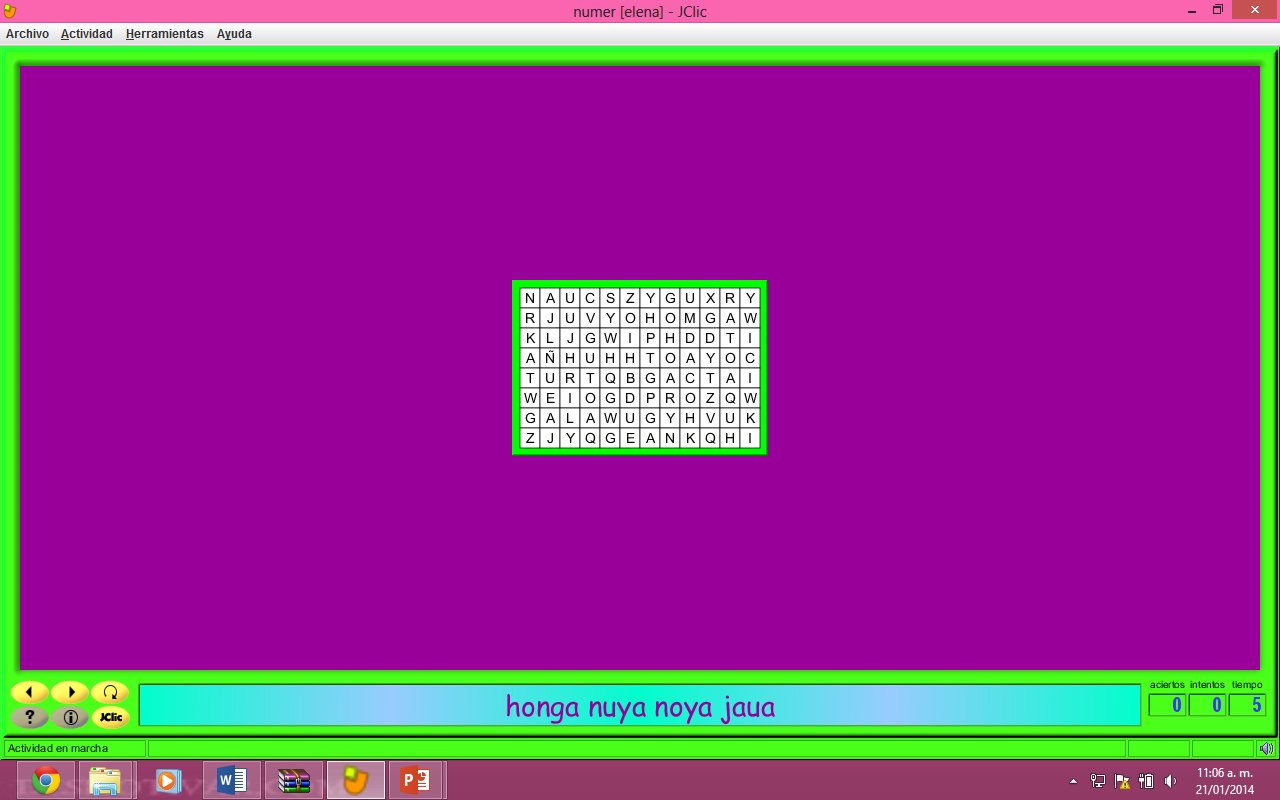 numer [elena] - JClic
Archivo Actividad Herramientas Ayuda
N A U C S Z Y G U X R Y
R J U V Y O H O M G A W
K L J G W I P H D D T I
A Ñ H U H H T O A Y O C
T U R T Q B G A C T A I
W E I O G D P R O Z Q W
G A L A W U G Y H V U K
Z J Y Q G E A N K Q H I
aciertos intentos tiempo
0 0 5
? JClic
honga nuya noya jaua
Actividad en marcha
11:06 a. m.
21/01/2014